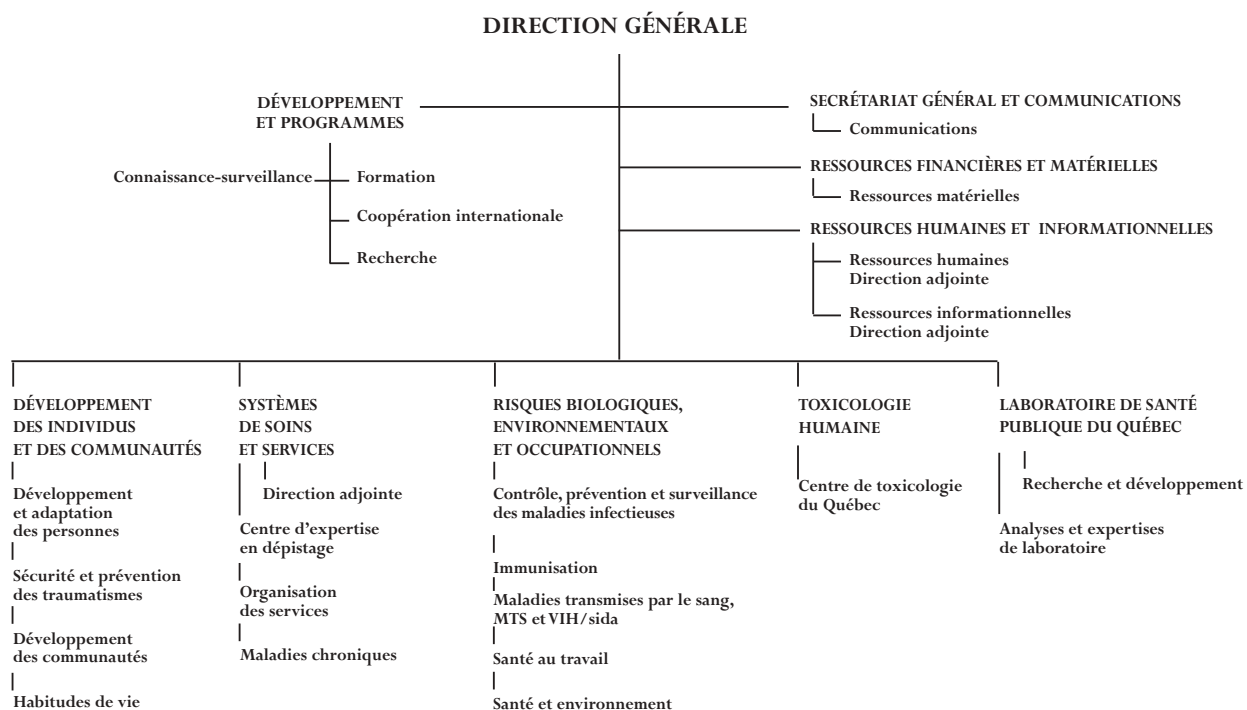 DIRECTION GÉNÉRALE
DÉVELOPPEMENT
ET PROGRAMMES
Connaissance-surveillance
Formation
Coopération internationale
Recherche
SECRÉTARIAT GÉNÉRAL ET COMMUNICATIONS
Communications
RESSOURCES FINANCIÈRES ET MATÉRIELLES
Ressources matérielles
RESSOURCES HUMAINES ET INFORMATIONNELLES
Ressources humaines
Direction adjointe
Ressources informationnelles
Direction adjointe
DÉVELOPPEMENT
DES INDIVIDUS
ET DES COMMUNAUTÉS
Développement
et adaptation
des personnes
Sécurité et prévention
des traumatismes
Développement
des communautés
Habitudes de vie
SYSTÈMES
DE SOINS
ET SERVICES
Direction adjointe
Centre d'expertise
en dépistage
Organisation
des services
Maladies chroniques
RISQUES BIOLOGIQUES,
ENVIRONNEMENTAUX
ET OCCUPATIONNELS
Contrôle, prévention et surveillance
des maladies infectieuses
Immunisation
Maladies transmises par le sang,
MTS et VIH/sida
Santé au travail
Santé et environnement
TOXICOLOGIE
HUMAINE
Centre de toxicologie
du Québec
LABORATOIRE DE SANTÉ
PUBLIQUE DU QUÉBEC
Recherche et développement
Analyses et expertises
de laboratoire